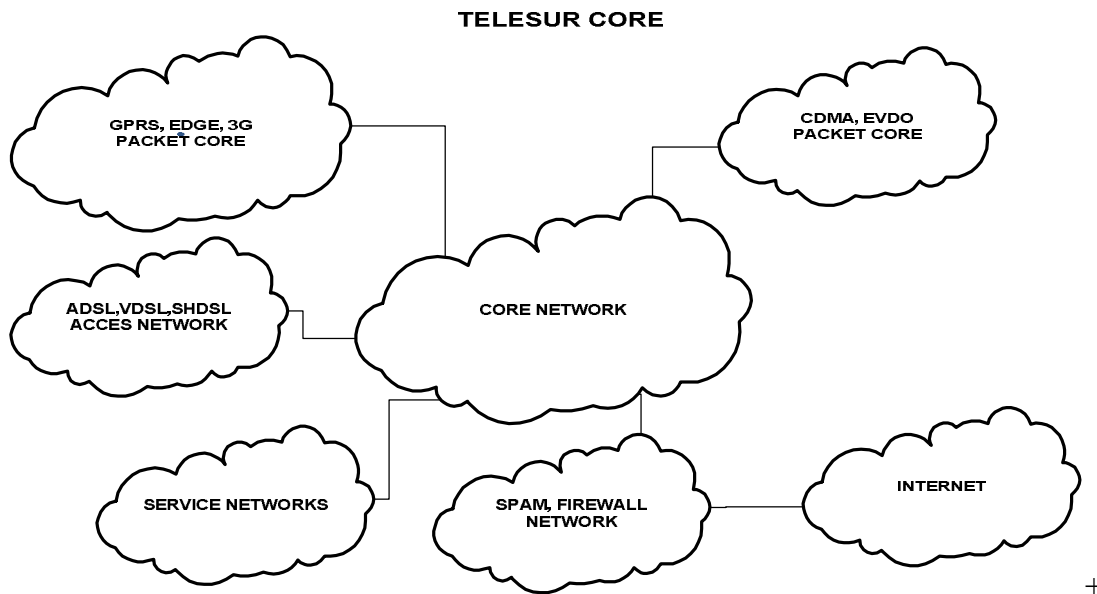 TELESUR CORE
GPRS, EDGE, 3G
PACKET CORE
CDMA, EVDO
PACKET CORE
ADSL,VDSL,SHDSL
ACCES NETWORK
CORE NETWORK
SERVICE NETWORKS
SPAM, FIREWALL
NETWORK
INTERNET